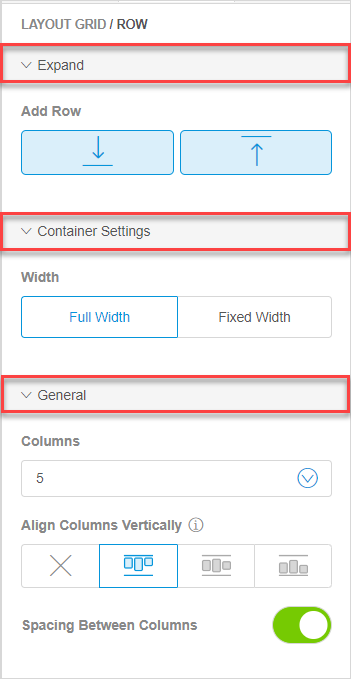 LAYOUT GRID / ROW
Expand
Add Row
Container Settings
Width
Full Width Fixed Width
General
Columns
5
Align Columns Vertically
Spacing Between Columns